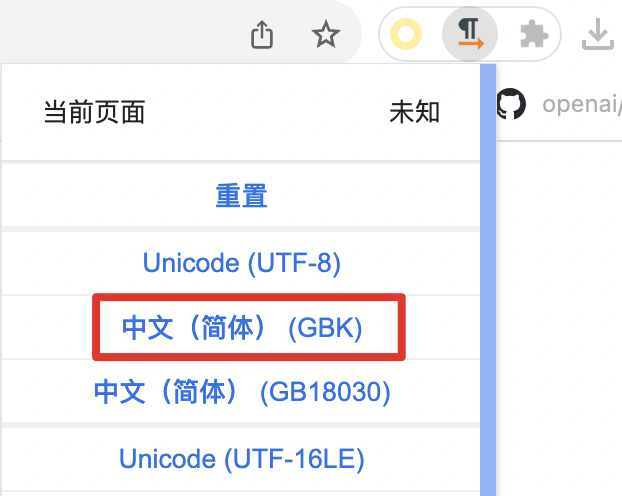 当前页面 未知
openai/
重置
Unicode (UTF-8)
中文（简体） (GBK)
中文（简体） (GB18030)
Unicode (UTF-16LE)